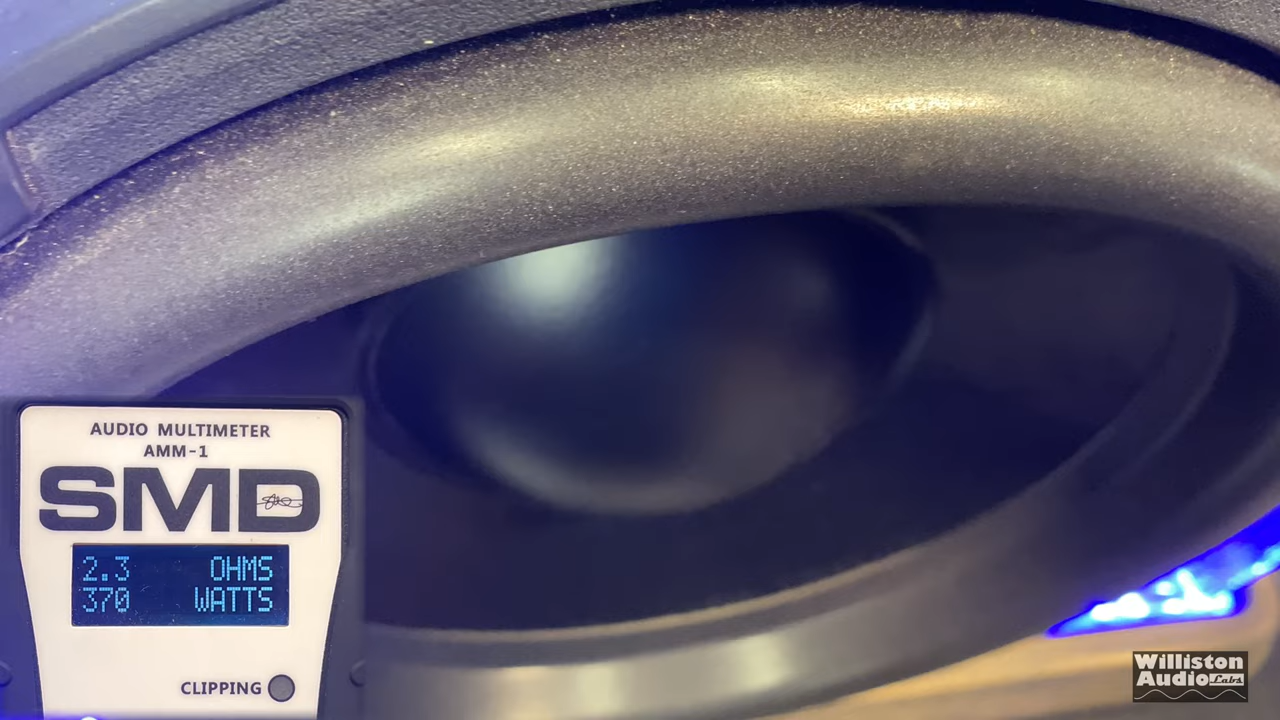 AUDIO MULTIMETER
AMM-1
SMD
2.3 OHMS
370 WATTS
CLIPPING
Williston
Audio Labs